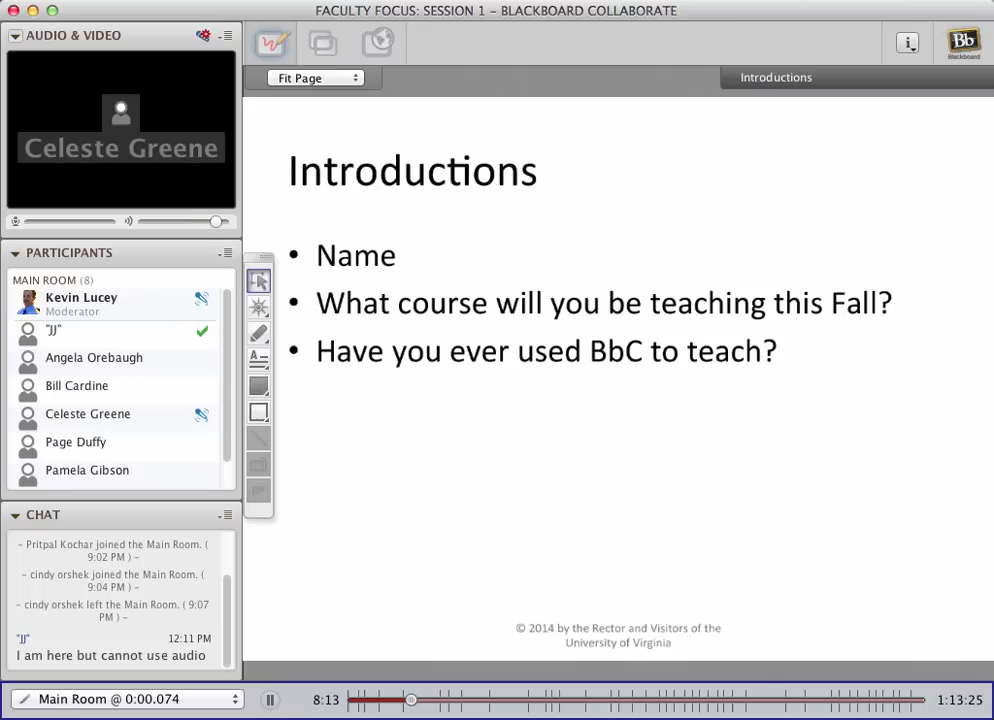 FACULTY FOCUS: SESSION 1 – BLACKBOARD COLLABORATE
AUDIO & VIDEO
Celeste Greene
PARTICIPANTS
MAIN ROOM (8)
Kevin Lucey
Moderator
"JJ"
Angela Orebaugh
Bill Cardine
Celeste Greene
Page Duffy
Pamela Gibson
CHAT
– Pritpal Kochar joined the Main Room. (
9:02 PM ) –
– cindy orshek joined the Main Room. (
9:04 PM ) –
– cindy orshek left the Main Room. ( 9:07
PM ) –
"JJ" 12:11 PM
I am here but cannot use audio
Fit Page
Introductions
i
Bb
Blackboard
Introductions
• Name
• What course will you be teaching this Fall?
• Have you ever used BbC to teach?
A
© 2014 by the Rector and Visitors of the
University of Virginia
Main Room @ 0:00.074
8:13
1:13:25